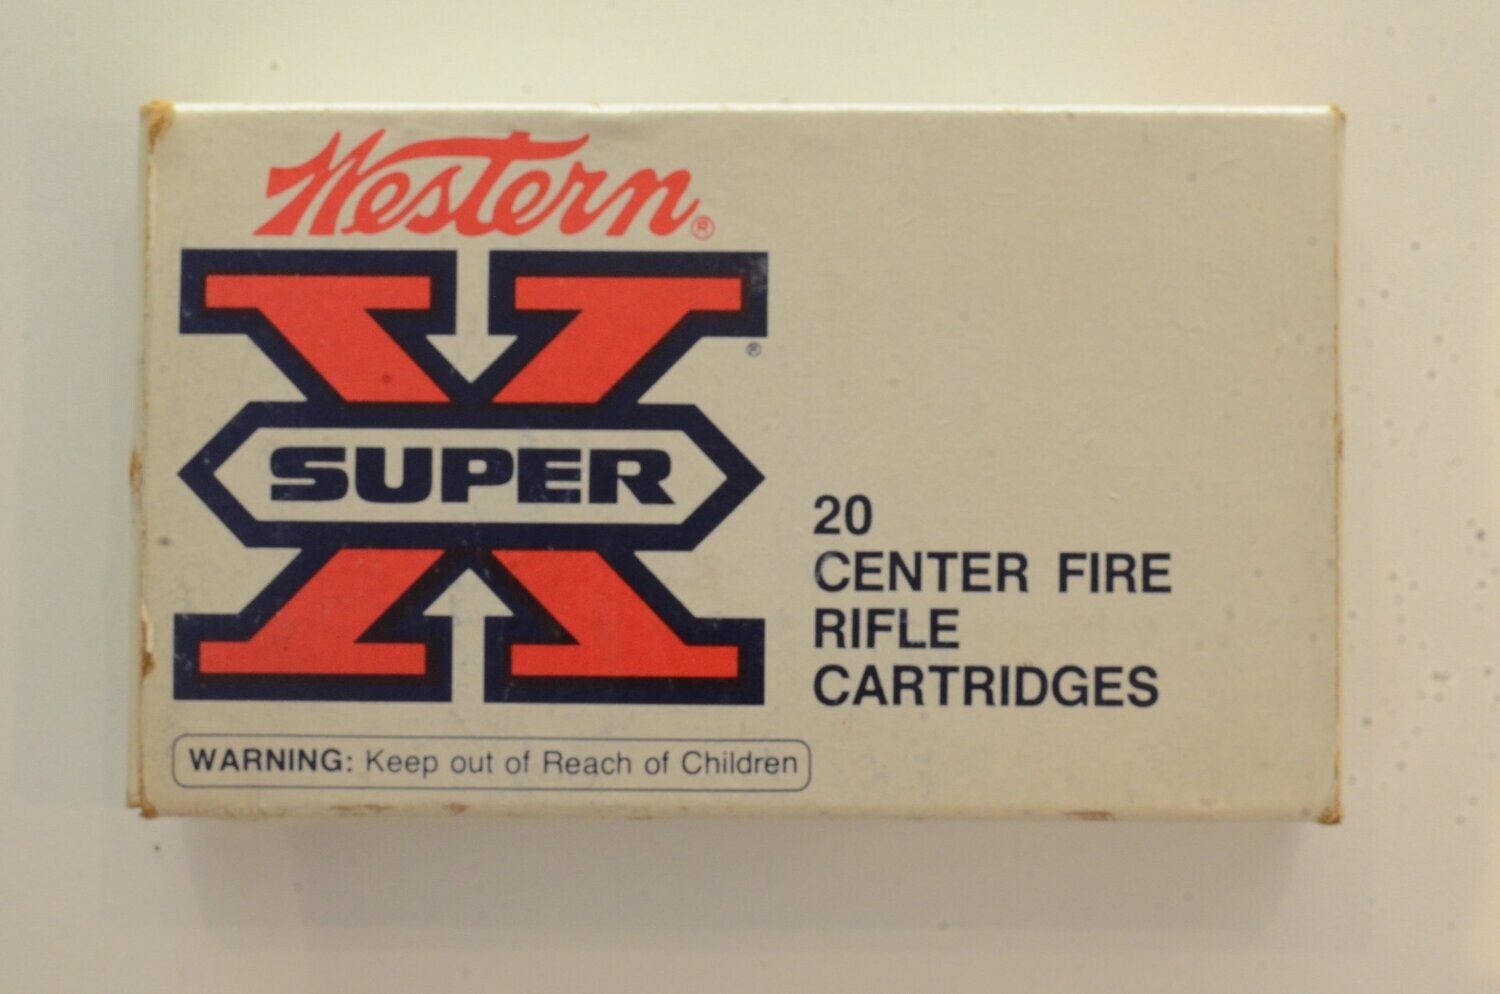 Western®
X®
SUPER
20
CENTER FIRE
RIFLE
CARTRIDGES
WARNING: Keep out of Reach of Children